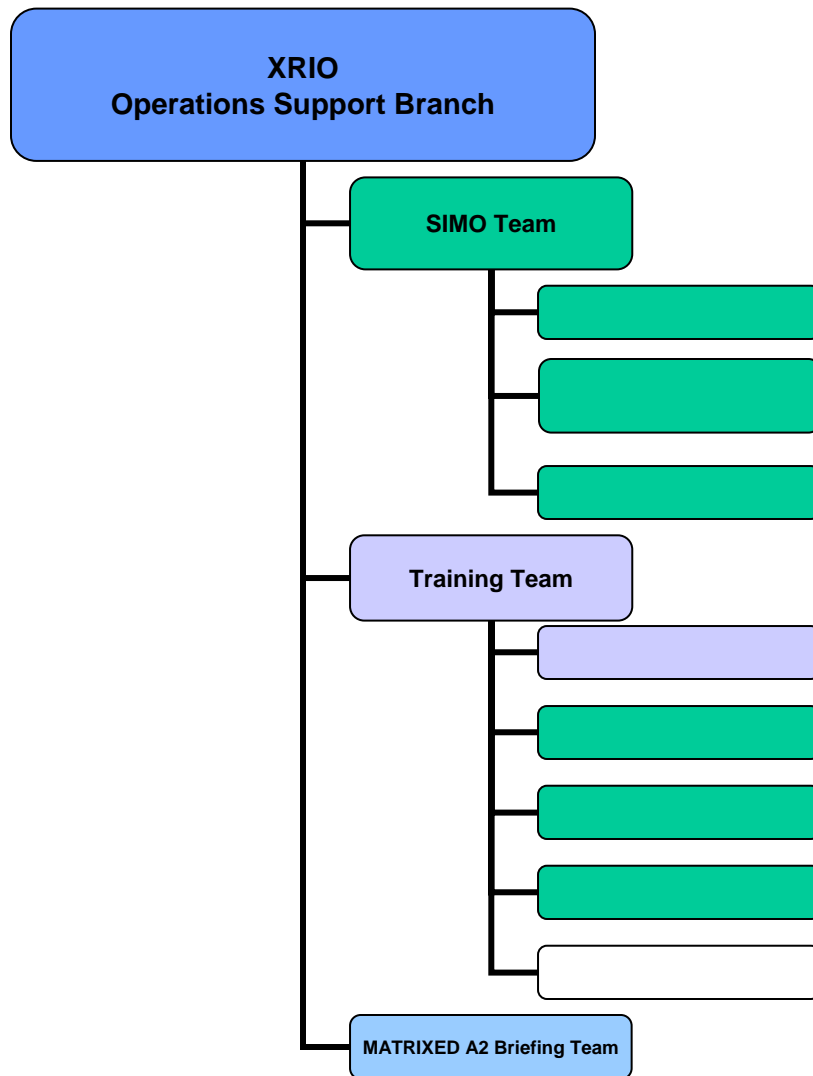 XRIO
Operations Support Branch
SIMO Team
Training Team
MATRIXED A2 Briefing Team